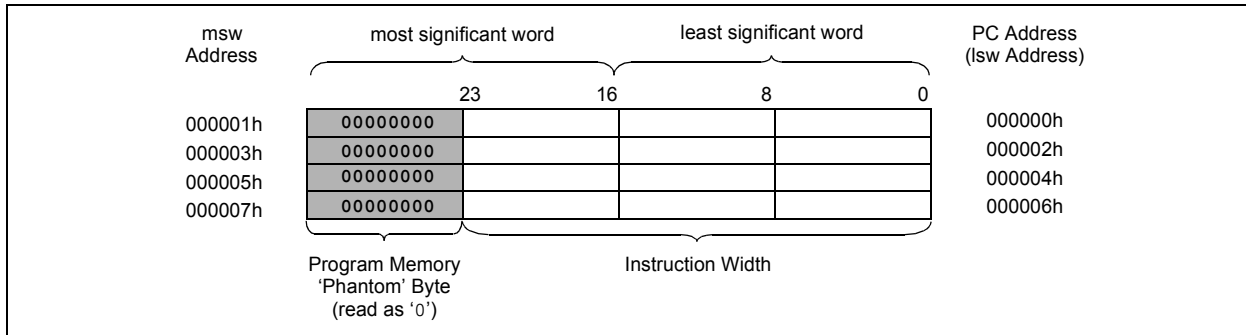 msw most significant word least significant word PC Address
Address (lsw Address)
23 16 8 0
000001h 00000000 000000h
000003h 00000000 000002h
000005h 00000000 000004h
000007h 00000000 000006h
Program Memory Instruction Width
‘Phantom’ Byte
(read as ‘0’)